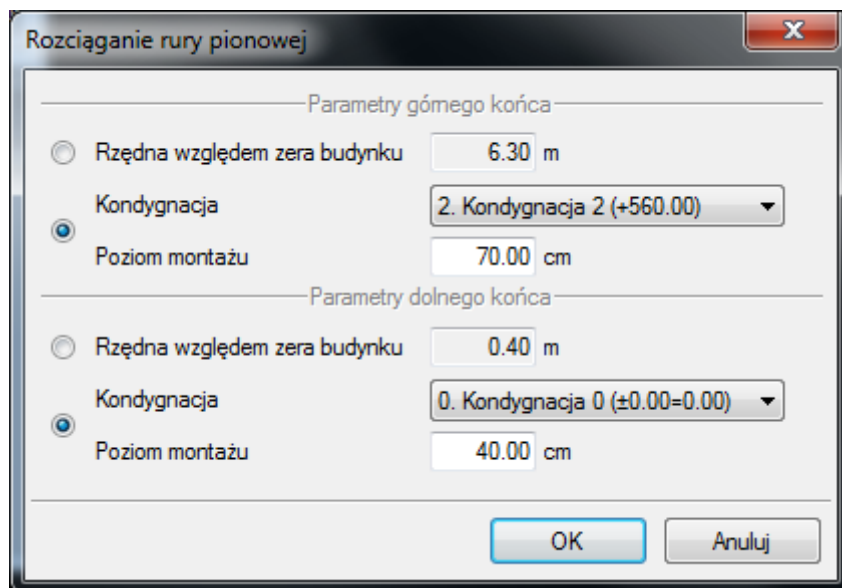 Rozciąganie rury pionowej
Parametry górnego końca
Rzędna względem zera budynku 6.30 m
Kondygnacja 2. Kondygnacja 2 (+560.00)
Poziom montażu 70.00 cm
Parametry dolnego końca
Rzędna względem zera budynku 0.40 m
Kondygnacja 0. Kondygnacja 0 (±0.00=0.00)
Poziom montażu 40.00 cm
OK Anuluj